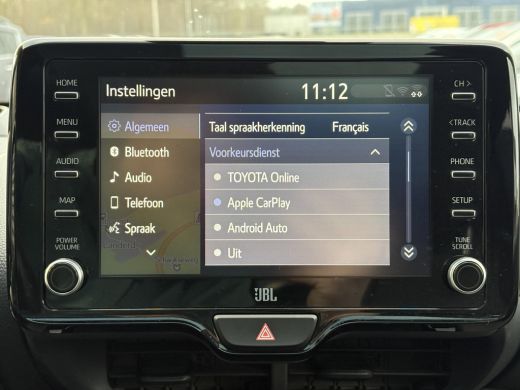 HOME
MENU
AUDIO
MAP
POWER
VOLUME
Instellingen
11:12
Algemeen
Bluetooth
Audio
Telefoon
Spraak
Taal spraakherkenning Français
Voorkeursdienst
TOYOTA Online
Apple CarPlay
Android Auto
Uit
CH >
< TRACK
PHONE
SETUP
TUNE
SCROLL
JBL